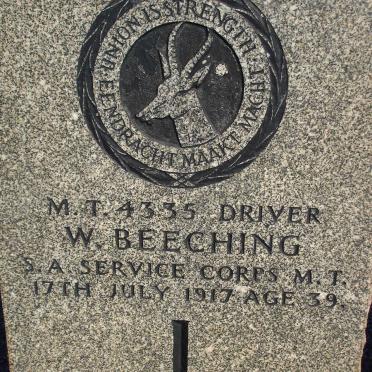 UNION IS STRENGTH
EENDRACHT MAAKT MACHT
M.T. 4335 DRIVER
W. BEECHING
S.A. SERVICE CORPS M.T.
17TH JULY 1917 AGE 39.